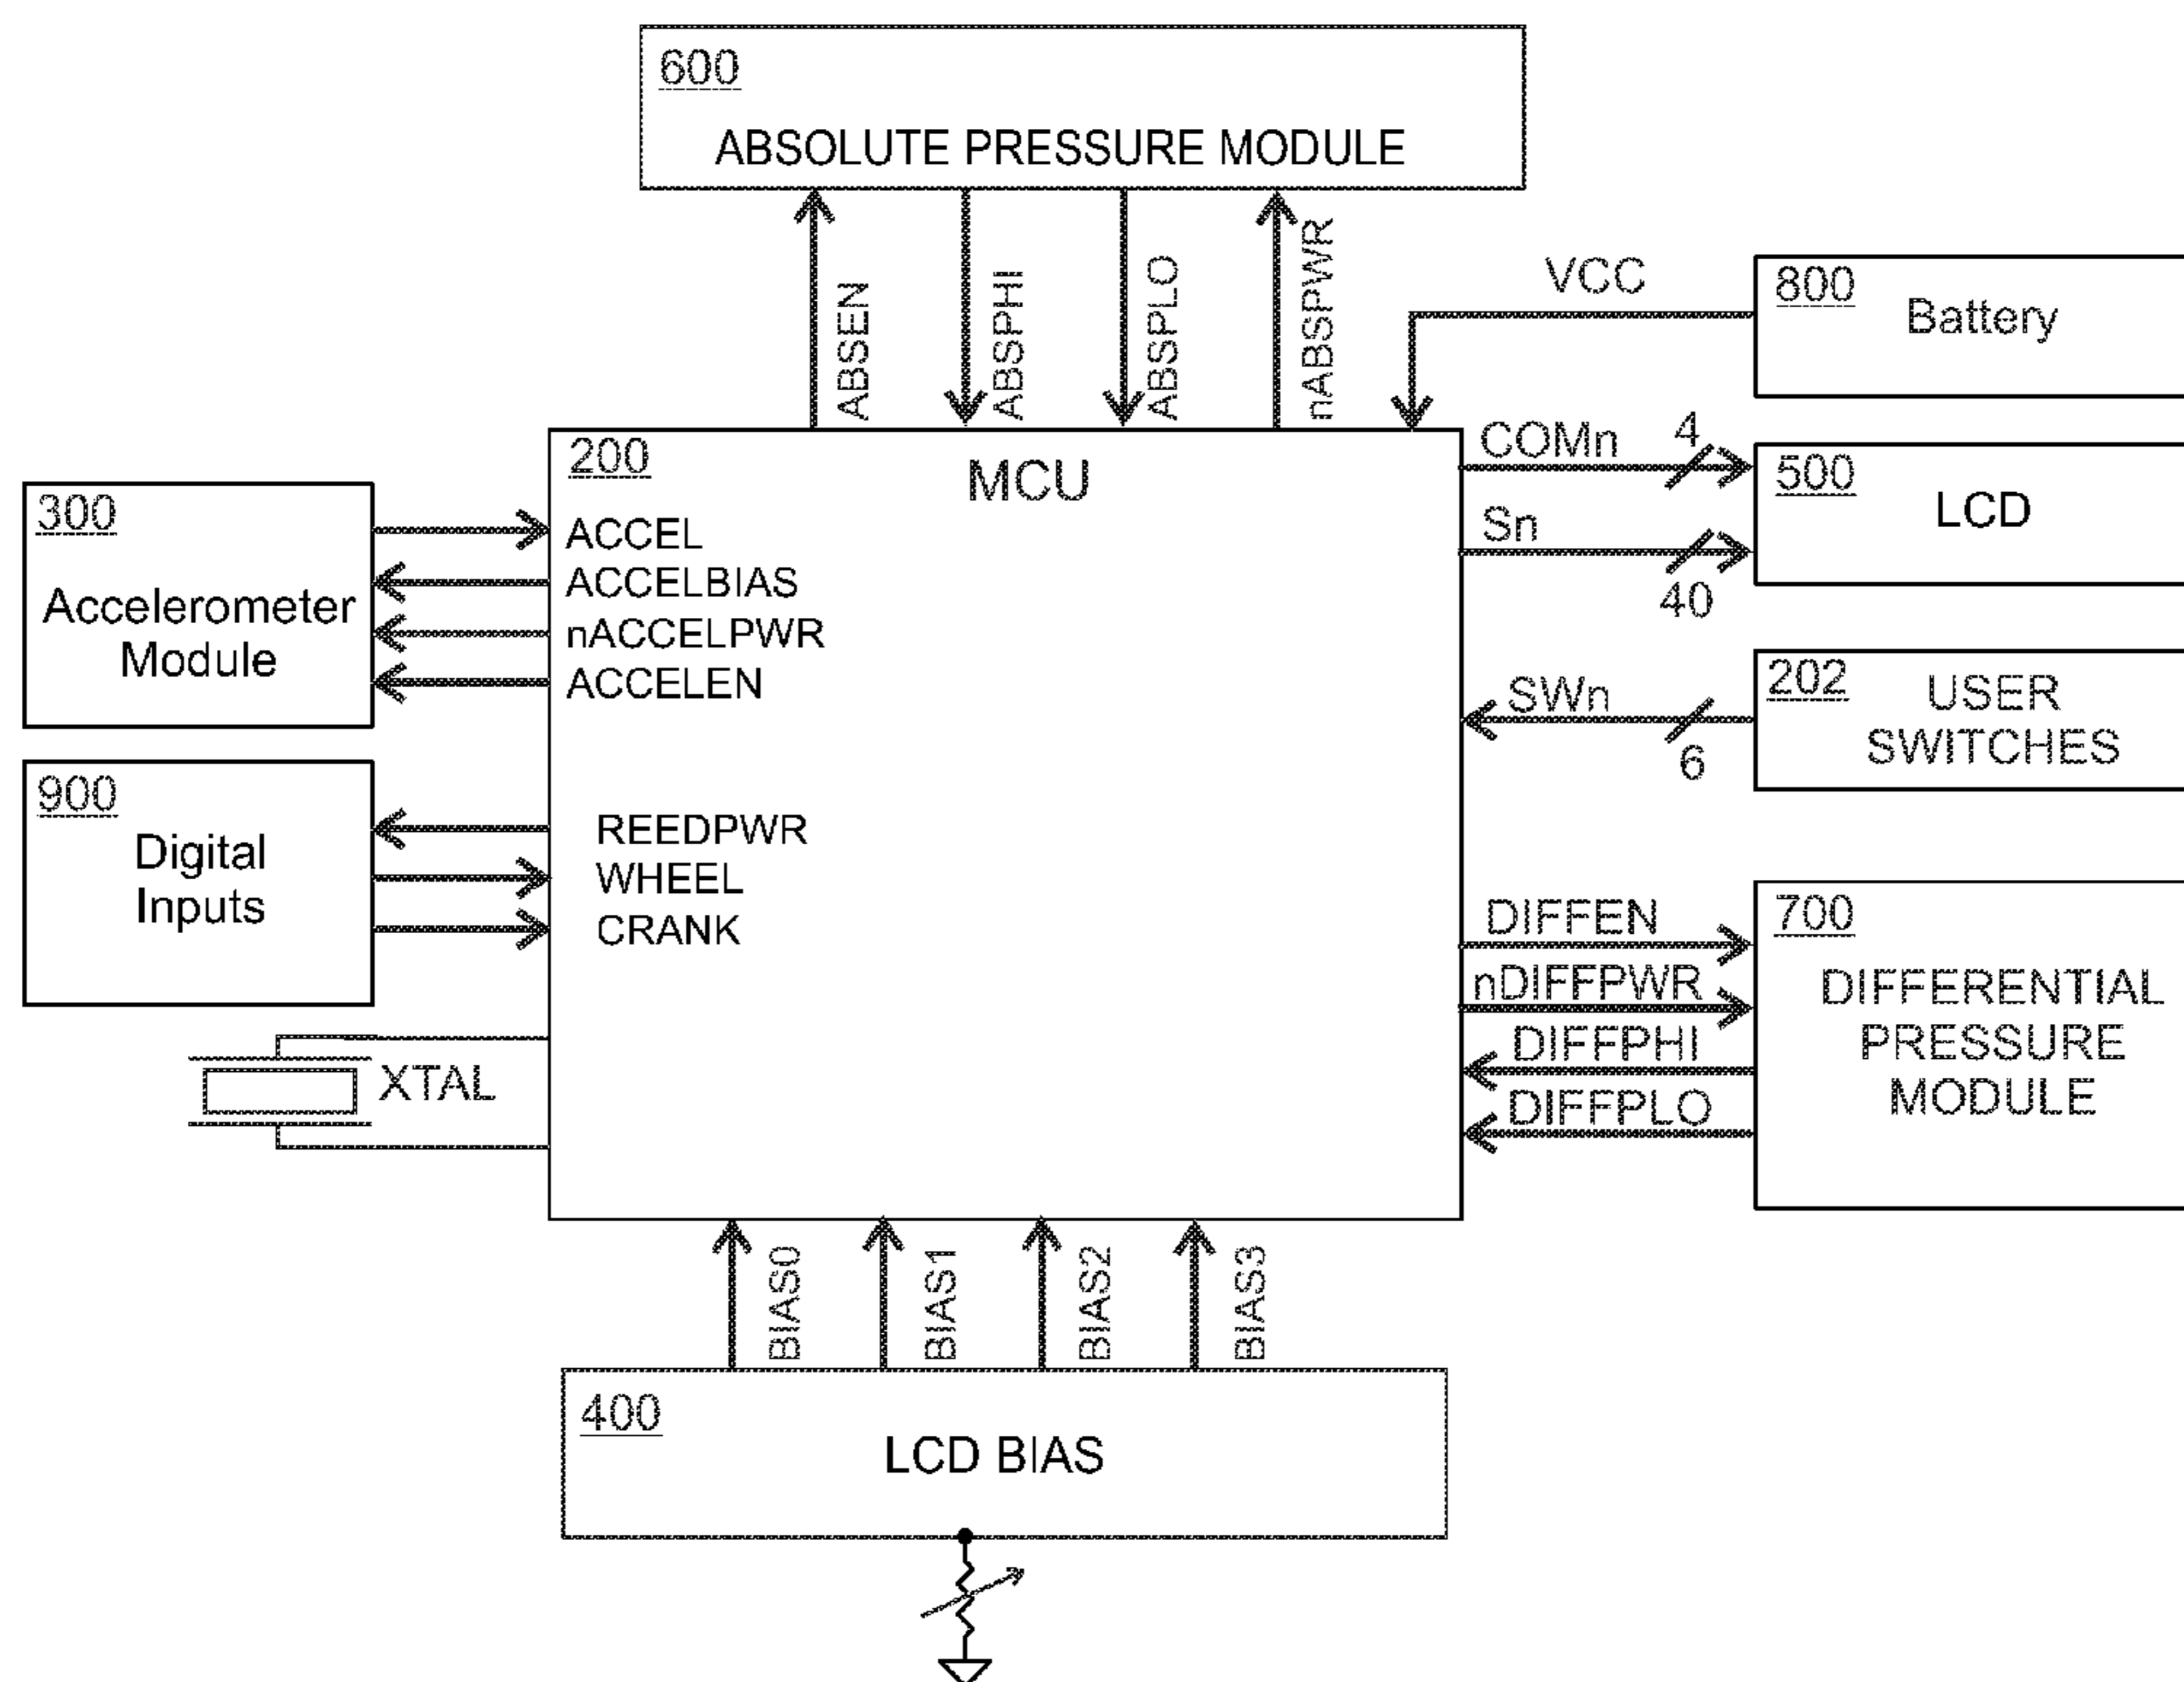 600
ABSOLUTE PRESSURE MODULE
ABSEN
ABSPHI
ABSPLO
nABSPWR
VCC
800
Battery
200
MCU
COMn
4
500
LCD
Sn
40
300
Accelerometer
Module
ACCEL
ACCELBIAS
nACCELPWR
ACCELEN
SWn
6
202
USER
SWITCHES
900
Digital
Inputs
REEDPWR
WHEEL
CRANK
DIFFEN
nDIFFPWR
DIFFPHI
DIFFPLO
700
DIFFERENTIAL
PRESSURE
MODULE
XTAL
BIAS0
BIAS1
BIAS2
BIAS3
400
LCD BIAS